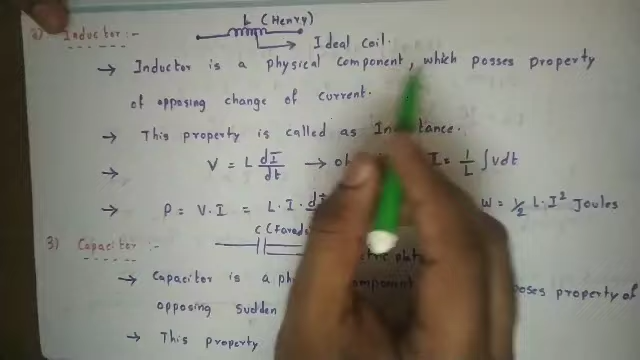 2) Inductor :-
L (Henry)
Ideal Coil.
→ Inductor is a physical component, which posses property
of opposing change of current.
→ This property is called as Inductance.
→ V = L dI/dt → I = 1/L ∫ vdt
→ P = V.I = L.I. W = 1/2 L.I² Joules
3) Capacitor :-
C (Farad
→ Capacitor is a ph component poses property of
opposing sudden
→ This property